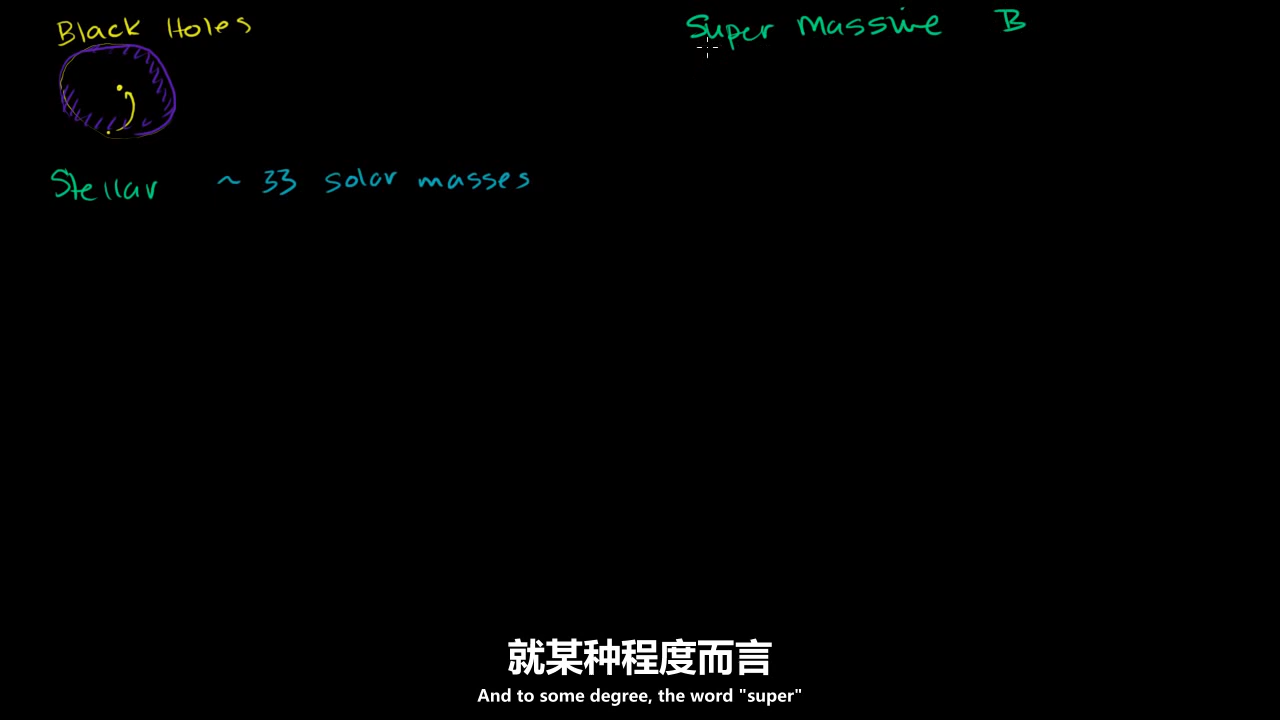 Black Holes
Super Massive B
Stellar ~ 33 solar masses
就某种程度而言
And to some degree, the word "super"